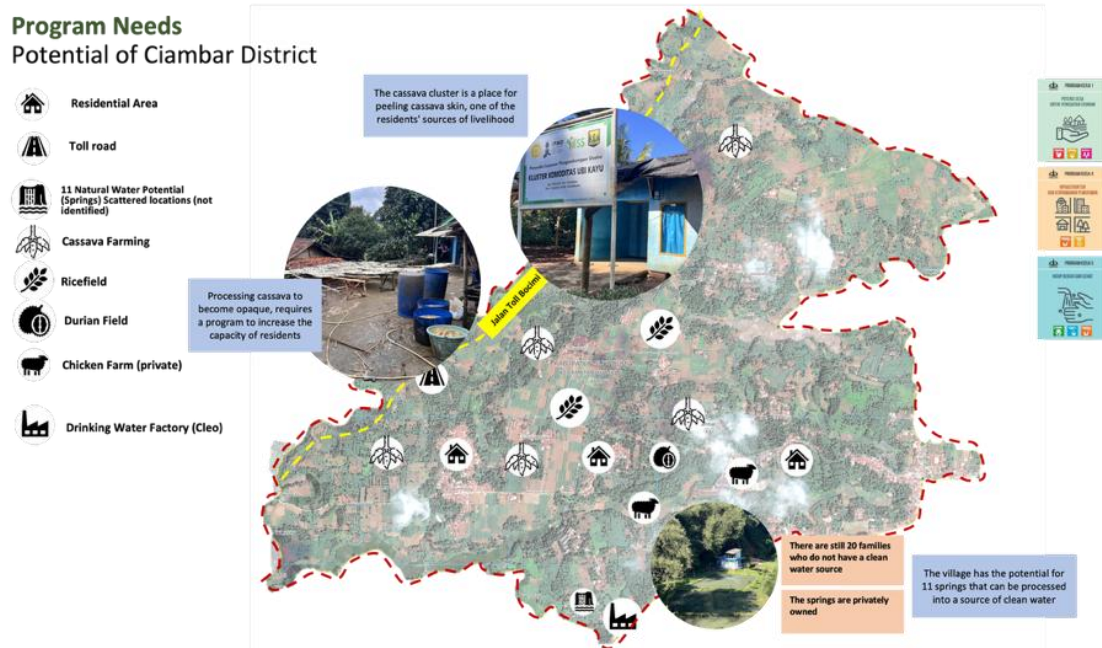 Program Needs
Potential of Ciambar District
Residential Area
Toll road
11 Natural Water Potential
(Springs) Scattered locations (not
identified)
Cassava Farming
Ricefield
Durian Field
Chicken Farm (private)
Drinking Water Factory (Cleo)
The cassava cluster is a place for
peeling cassava skin, one of the
residents' sources of livelihood
KLUSTER KOMODITAS UBI KAYU
Processing cassava to
become opaque, requires
a program to increase the
capacity of residents
Jalan Toll Bocimi
There are still 20 families
who do not have a clean
water source
The springs are privately
owned
The village has the potential for
11 springs that can be processed
into a source of clean water